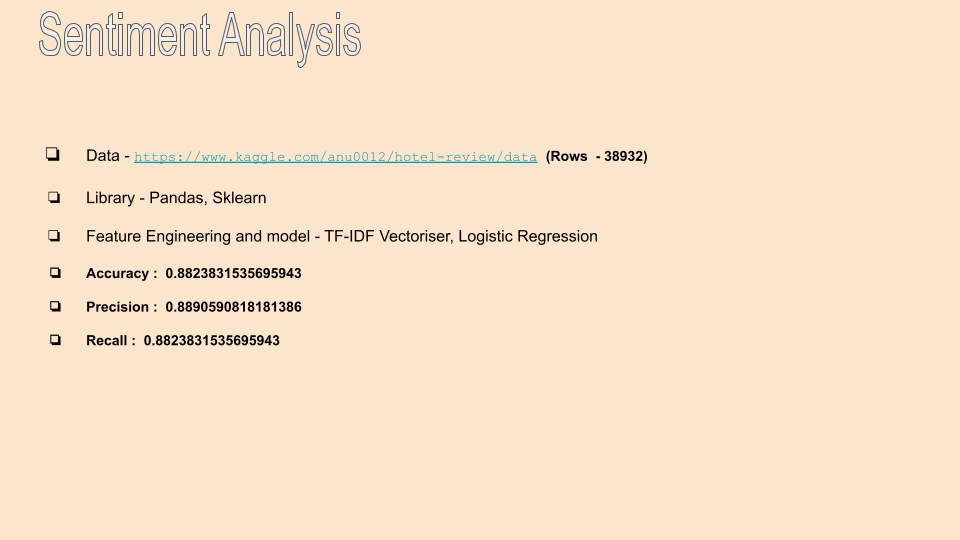 Sentiment Analysis
❏ Data - https://www.kaggle.com/anu0012/hotel-review/data (Rows - 38932)
❏ Library - Pandas, Sklearn
❏ Feature Engineering and model - TF-IDF Vectoriser, Logistic Regression
❏ Accuracy : 0.8823831535695943
❏ Precision : 0.8890590818181386
❏ Recall : 0.8823831535695943